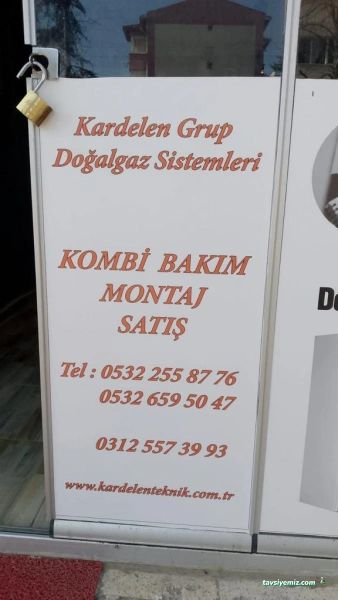 Kardelen Grup
Doğalgaz Sistemleri
KOMBİ BAKIM
MONTAJ
SATIŞ
Tel : 0532 255 87 76
0532 659 50 47
0312 557 39 93
www.kardelenteknik.com.tr
tavsiyemiz.com